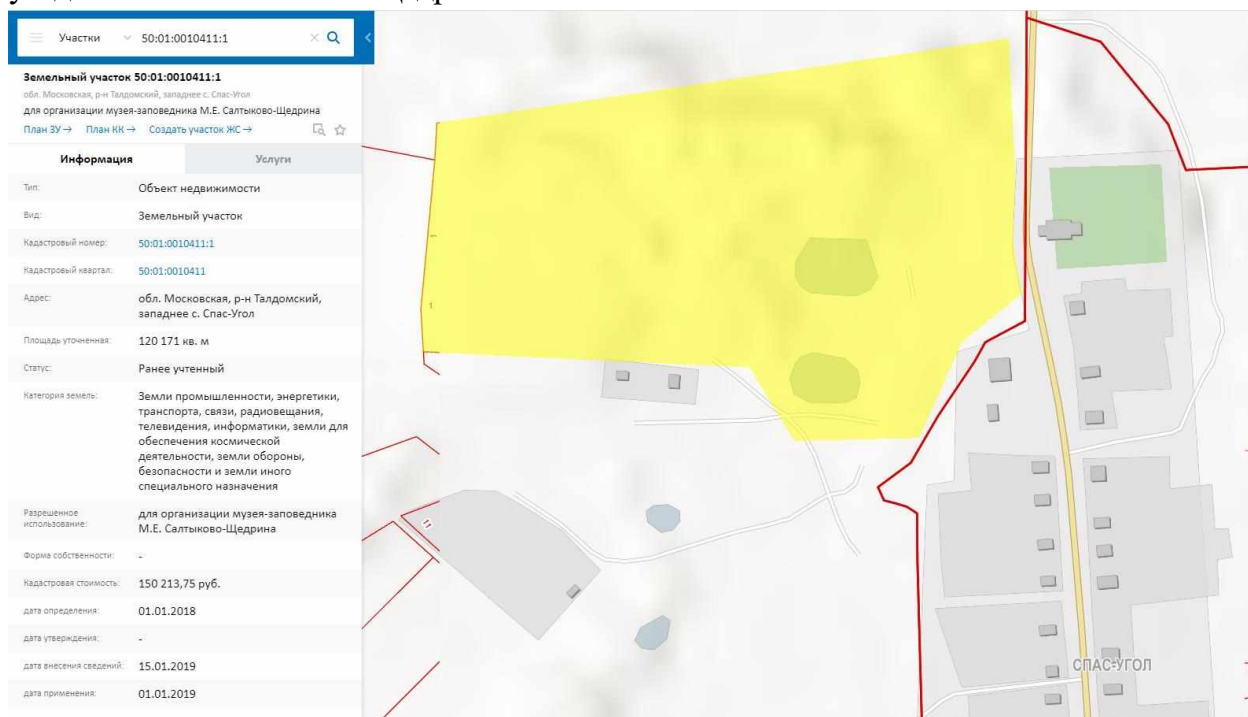 Участки 50:01:0010411:1
Земельный участок 50:01:0010411:1
обл. Московская, р-н Талдомский, западнее с. Спас-Угол
для организации музея-заповедника М.Е. Салтыково-Щедрина
План ЗУ → План КК → Создать участок ЖС →
Информация Услуги
Тип: Объект недвижимости
Вид: Земельный участок
Кадастровый номер: 50:01:0010411:1
Кадастровый квартал: 50:01:0010411
Адрес: обл. Московская, р-н Талдомский,
западнее с. Спас-Угол
Площадь уточненная: 120 171 кв. м
Статус: Ранее учтенный
Категория земель: Земли промышленности, энергетики,
транспорта, связи, радиовещания,
телевидения, информатики, земли для
обеспечения космической
деятельности, земли обороны,
безопасности и земли иного
специального назначения
Разрешенное использование: для организации музея-заповедника
М.Е. Салтыково-Щедрина
Форма собственности: -
Кадастровая стоимость: 150 213,75 руб.
дата определения: 01.01.2018
дата утверждения: -
дата внесения сведений: 15.01.2019
дата применения: 01.01.2019
1
1
11
СПАС-УГОЛ